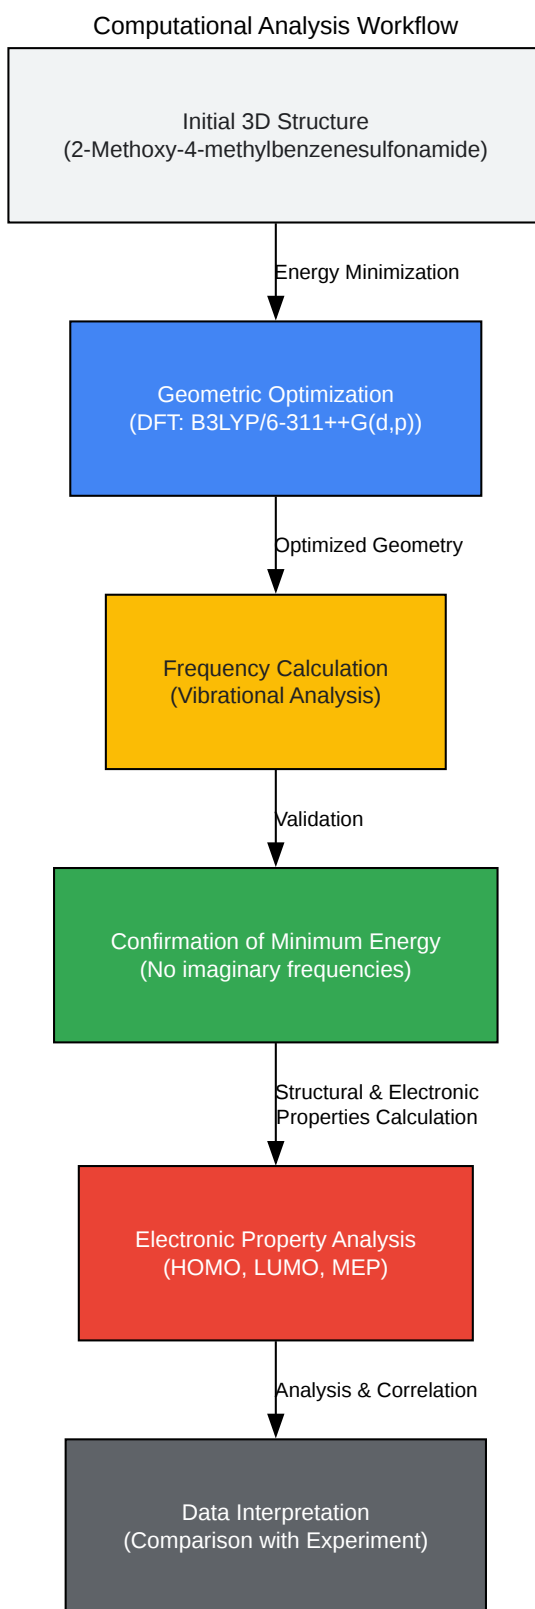 Computational Analysis Workflow
Initial 3D Structure
(2-Methoxy-4-methylbenzenesulfonamide)
Energy Minimization
Geometric Optimization
(DFT: B3LYP/6-311++G(d,p))
Optimized Geometry
Frequency Calculation
(Vibrational Analysis)
Validation
Confirmation of Minimum Energy
(No imaginary frequencies)
Structural & Electronic
Properties Calculation
Electronic Property Analysis
(HOMO, LUMO, MEP)
Analysis & Correlation
Data Interpretation
(Comparison with Experiment)